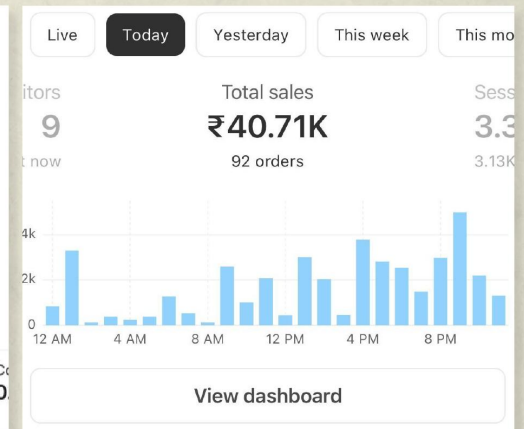 Live Today Yesterday This week This mo
itors Total sales Sess
9 ₹40.71K 3.3
t now 92 orders 3.13K
4k
2k
0
12 AM 4 AM 8 AM 12 PM 4 PM 8 PM
Co
0.
View dashboard